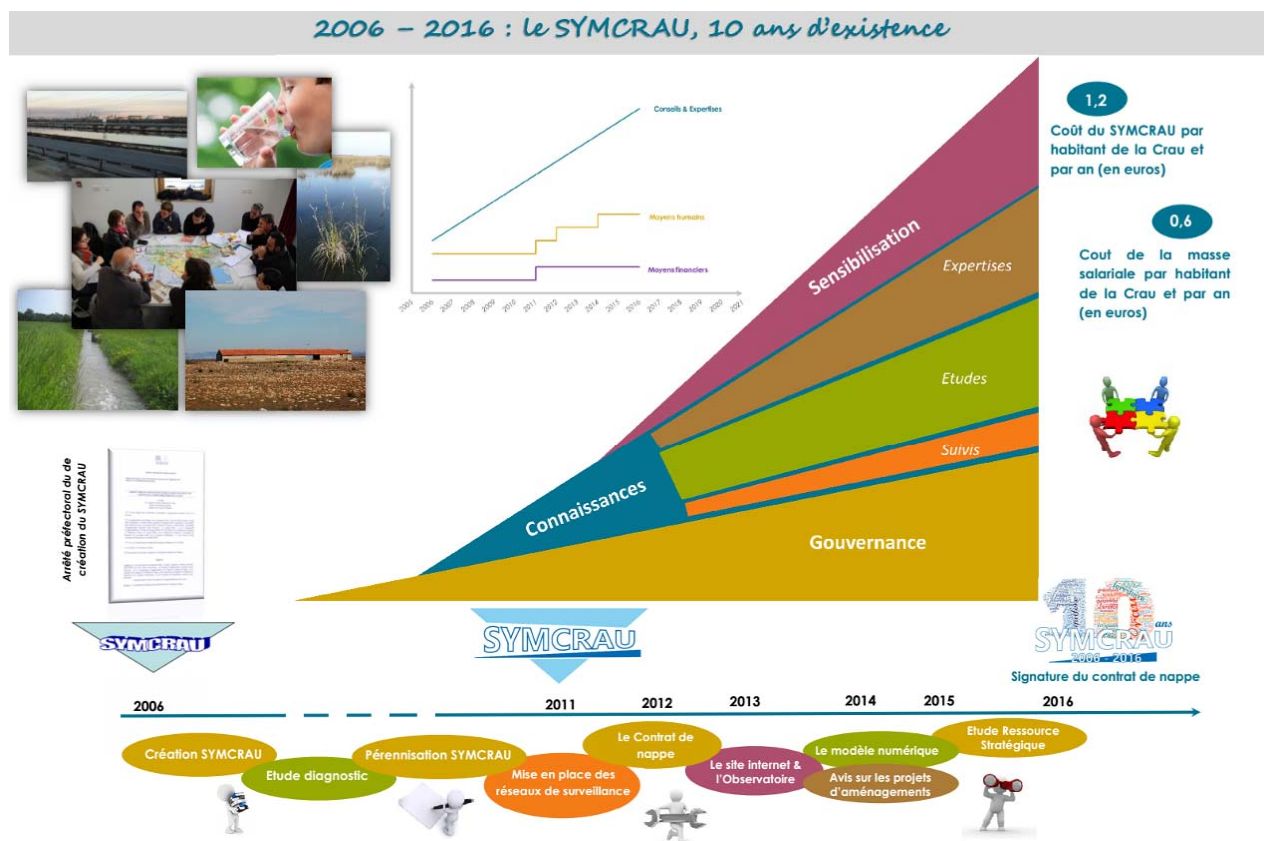 2006 – 2016 : le SYMCRAU, 10 ans d'existence
Conseils & Expertises
Moyens humains
Moyens financiers
2001
2006
2007
2008
2009
2010
2011
2012
2013
2014
2015
2016
2017
2018
2019
2020
2021
Sensibilisation
Expertises
Etudes
Suivis
Connaissances
Gouvernance
1,2
Coût du SYMCRAU par
habitant de la Crau et
par an (en euros)
0,6
Cout de la masse
salariale par habitant
de la Crau et par an
(en euros)
Arrêté préfectoral du de
création du SYMCRAU
SYMCRAU
SYMCRAU
10
ans
SYMCRAU
2006 - 2016
Signature du contrat de nappe
2006
2011
2012
2013
2014
2015
2016
Création SYMCRAU
Etude diagnostic
Pérennisation SYMCRAU
Mise en place des
réseaux de surveillance
Le Contrat de
nappe
Le site internet &
l'Observatoire
Le modèle numérique
Avis sur les projets
d'aménagements
Etude Ressource
Stratégique